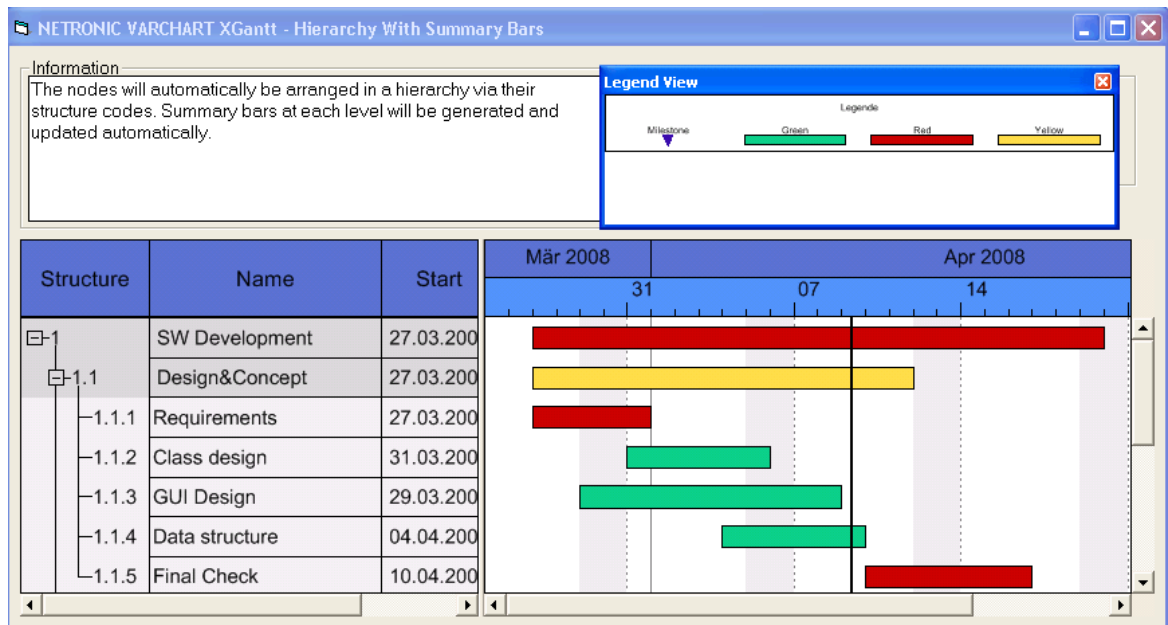 NETRONIC VARCHART XGantt - Hierarchy With Summary Bars
Information
The nodes will automatically be arranged in a hierarchy via their
structure codes. Summary bars at each level will be generated and
updated automatically.
Legend View
Legende
Milestone Green Red Yellow
Structure Name Start
Mär 2008 Apr 2008
31 07 14
1 SW Development 27.03.200
1.1 Design&Concept 27.03.200
1.1.1 Requirements 27.03.200
1.1.2 Class design 31.03.200
1.1.3 GUI Design 29.03.200
1.1.4 Data structure 04.04.200
1.1.5 Final Check 10.04.200